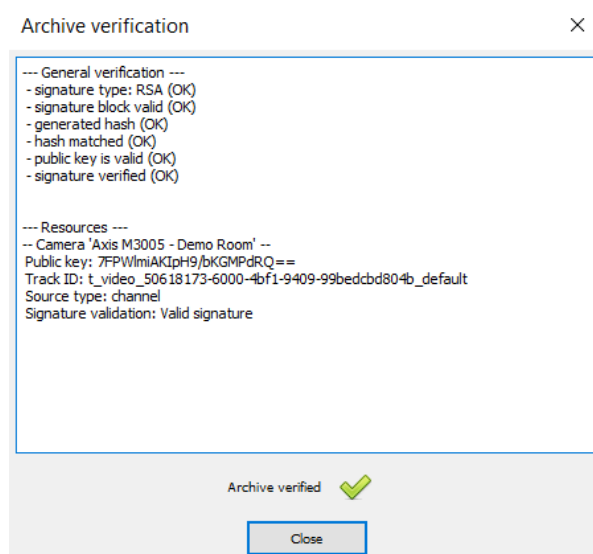 Archive verification
--- General verification ---
- signature type: RSA (OK)
- signature block valid (OK)
- generated hash (OK)
- hash matched (OK)
- public key is valid (OK)
- signature verified (OK)
--- Resources ---
-- Camera 'Axis M3005 - Demo Room' --
Public key: 7FPWlmiAKIpH9/bKGMPdRQ==
Track ID: t_video_50618173-6000-4bf1-9409-99bedcbd804b_default
Source type: channel
Signature validation: Valid signature
Archive verified
Close